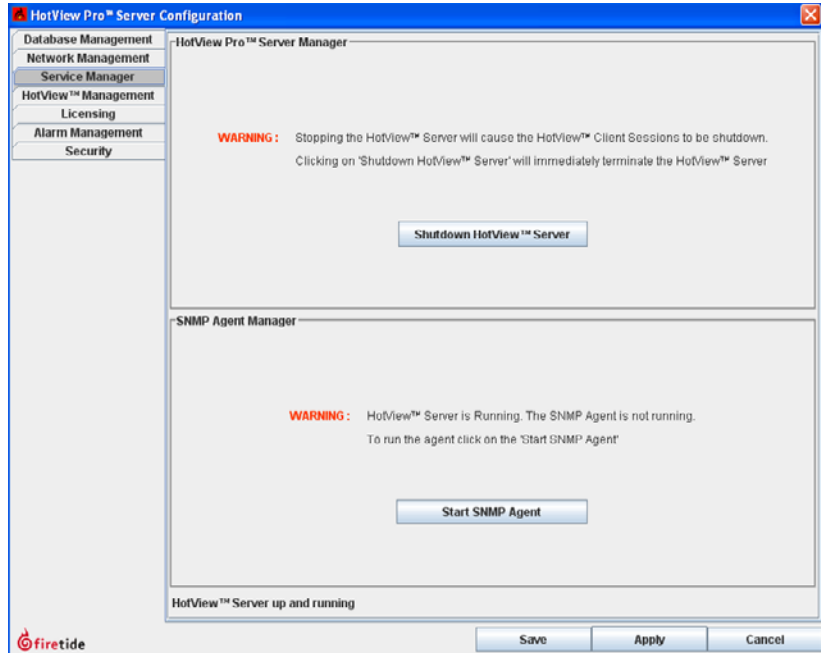 HotView Pro™ Server Configuration
Database Management
Network Management
Service Manager
HotView™ Management
Licensing
Alarm Management
Security
HotView Pro™ Server Manager
WARNING : Stopping the HotView™ Server will cause the HotView™ Client Sessions to be shutdown.
Clicking on 'Shutdown HotView™ Server' will immediately terminate the HotView™ Server
Shutdown HotView™ Server
SNMP Agent Manager
WARNING : HotView™ Server is Running. The SNMP Agent is not running.
To run the agent click on the 'Start SNMP Agent'
Start SNMP Agent
HotView™ Server up and running
firetide
Save
Apply
Cancel